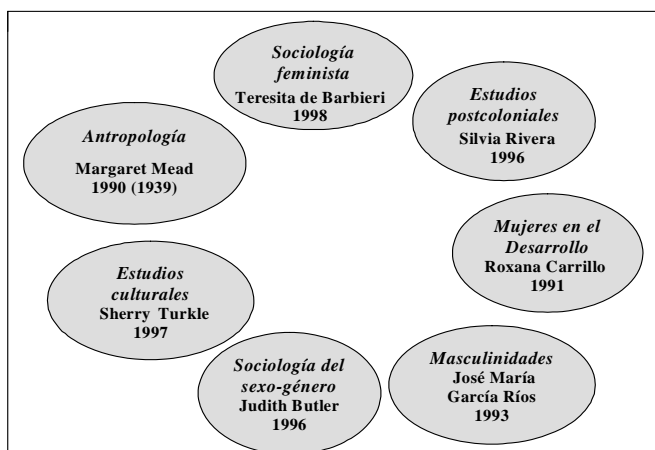 Sociología
feminista
Teresita de Barbieri
1998
Estudios
postcoloniales
Silvia Rivera
1996
Antropología
Margaret Mead
1990 (1939)
Mujeres en el
Desarrollo
Roxana Carrillo
1991
Estudios
culturales
Sherry Turkle
1997
Sociología del
sexo-género
Judith Butler
1996
Masculinidades
José María
García Ríos
1993